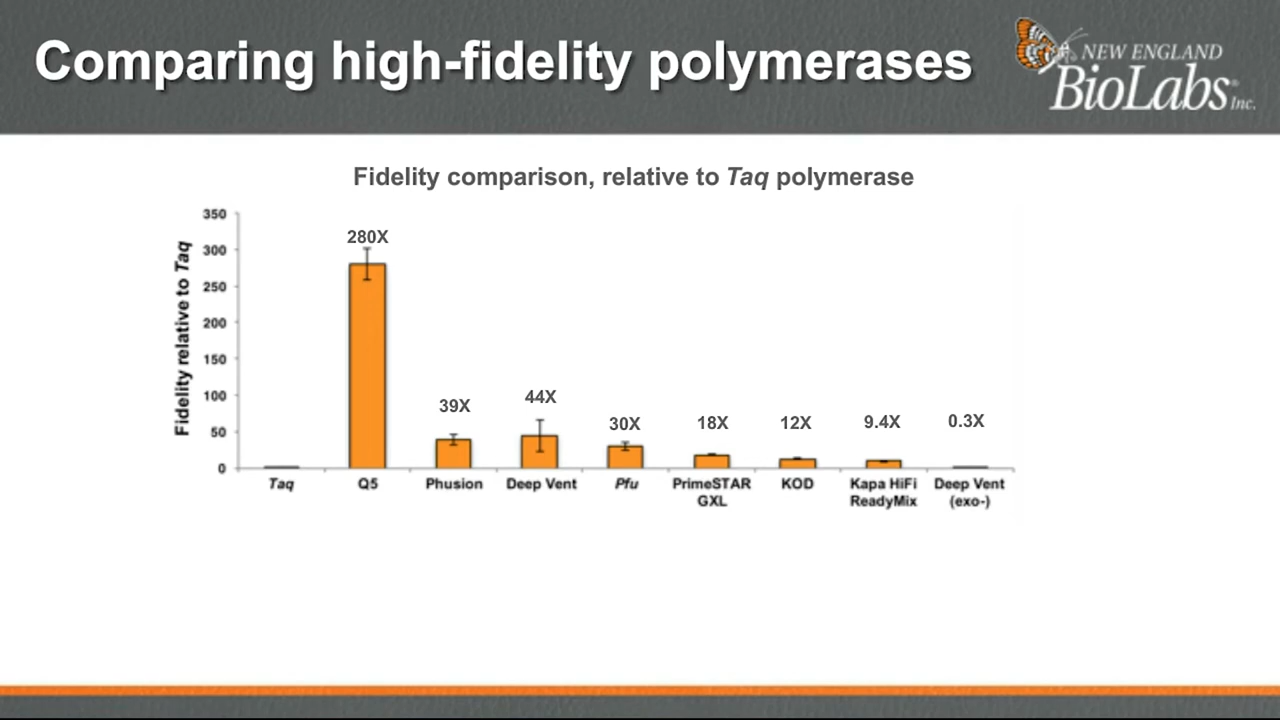 Comparing high-fidelity polymerases
NEW ENGLAND
BioLabs® Inc.
Fidelity comparison, relative to Taq polymerase
Fidelity relative to Taq
350
300
250
200
150
100
50
0
280X
39X
44X
30X
18X
12X
9.4X
0.3X
Taq
Q5
Phusion
Deep Vent
Pfu
PrimeSTAR
GXL
KOD
Kapa HiFi
ReadyMix
Deep Vent
(exo-)